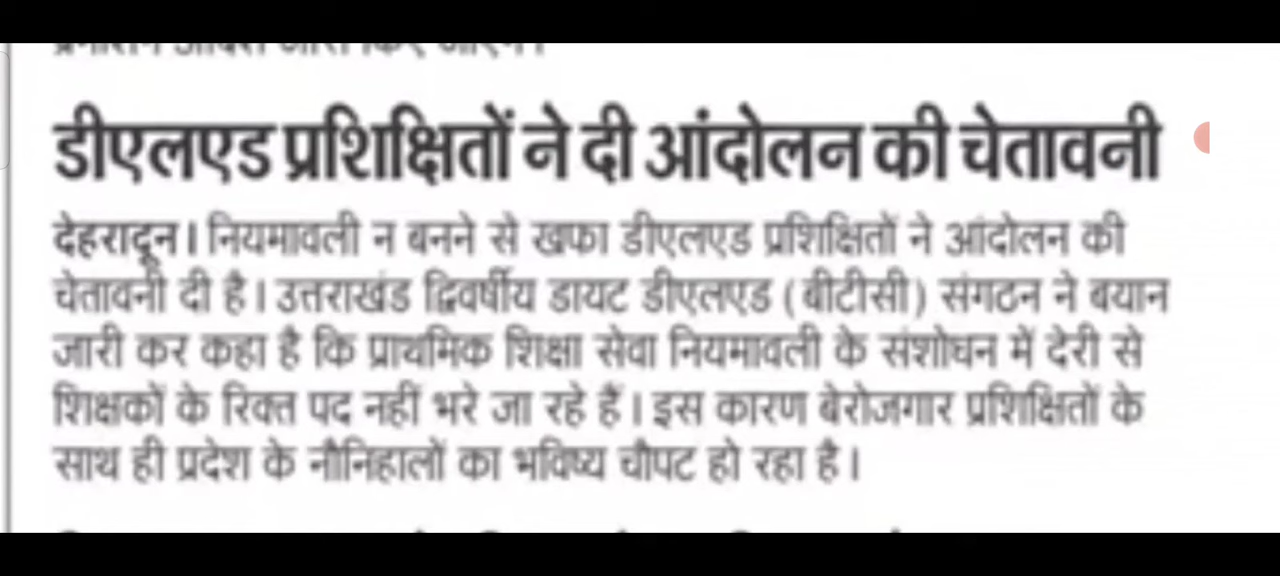 डीएलएड प्रशिक्षितों ने दी आंदोलन की चेतावनी
देहरादून। नियमावली न बनने से खफा डीएलएड प्रशिक्षितों ने आंदोलन की
चेतावनी दी है। उत्तराखंड द्विवर्षीय डायट डीएलएड (बीटीसी) संगठन ने बयान
जारी कर कहा है कि प्राथमिक शिक्षा सेवा नियमावली के संशोधन में देरी से
शिक्षकों के रिक्त पद नहीं भरे जा रहे हैं। इस कारण बेरोजगार प्रशिक्षितों के
साथ ही प्रदेश के नौनिहालों का भविष्य चौपट हो रहा है।